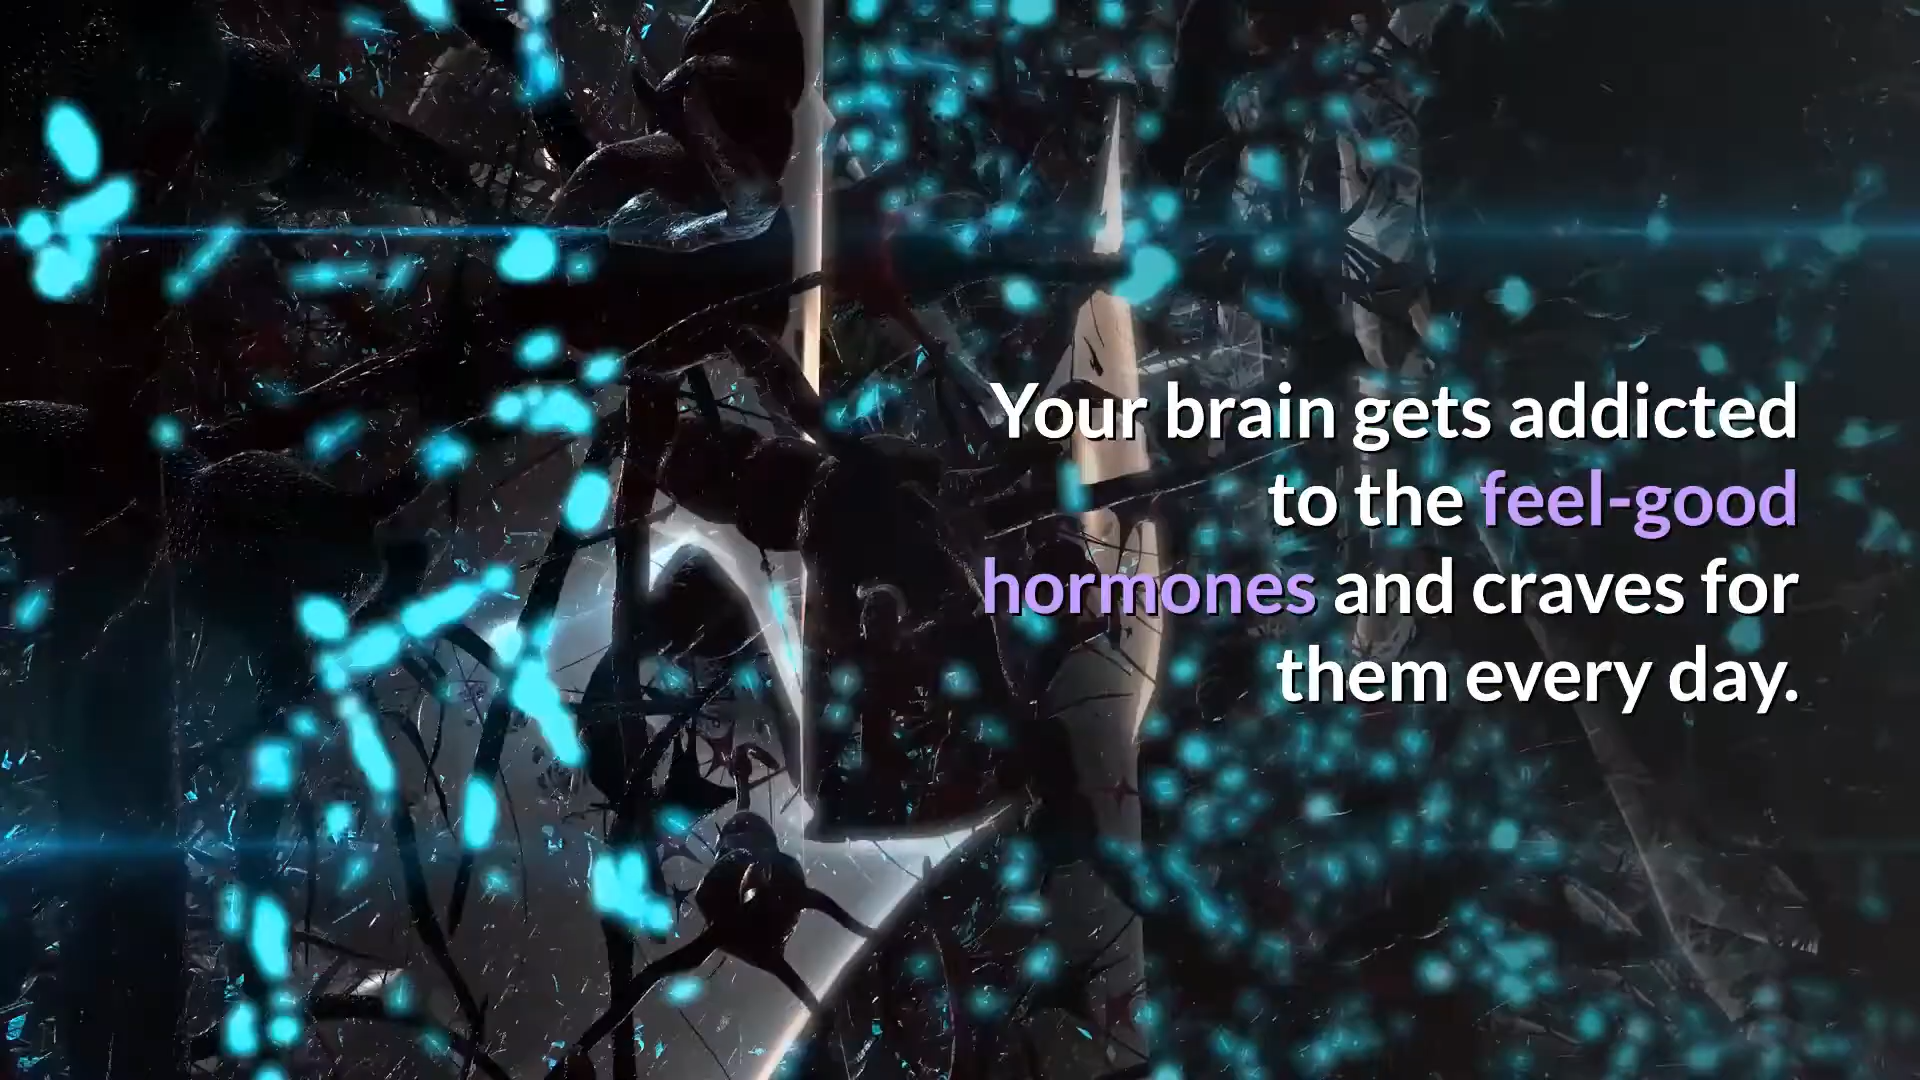 Your brain gets addicted
to the feel-good
hormones and craves for
them every day.